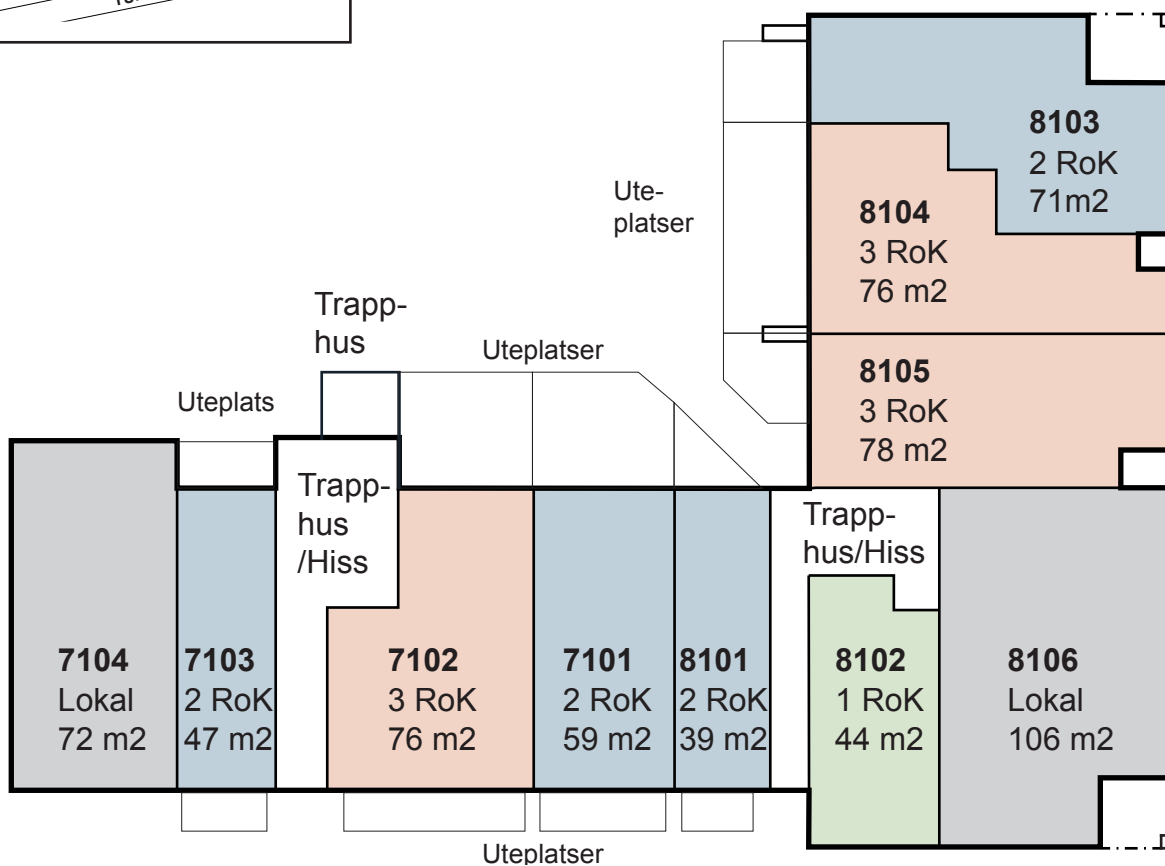 8103
2 RoK
71m2
Ute-
platser
8104
3 RoK
76 m2
Trapp-
hus
Uteplatser
8105
3 RoK
78 m2
Uteplats
Trapp-
hus
/Hiss
Trapp-
hus/Hiss
7104
Lokal
72 m2
7103
2 RoK
47 m2
7102
3 RoK
76 m2
7101
2 RoK
59 m2
8101
2 RoK
39 m2
8102
1 RoK
44 m2
8106
Lokal
106 m2
Uteplatser